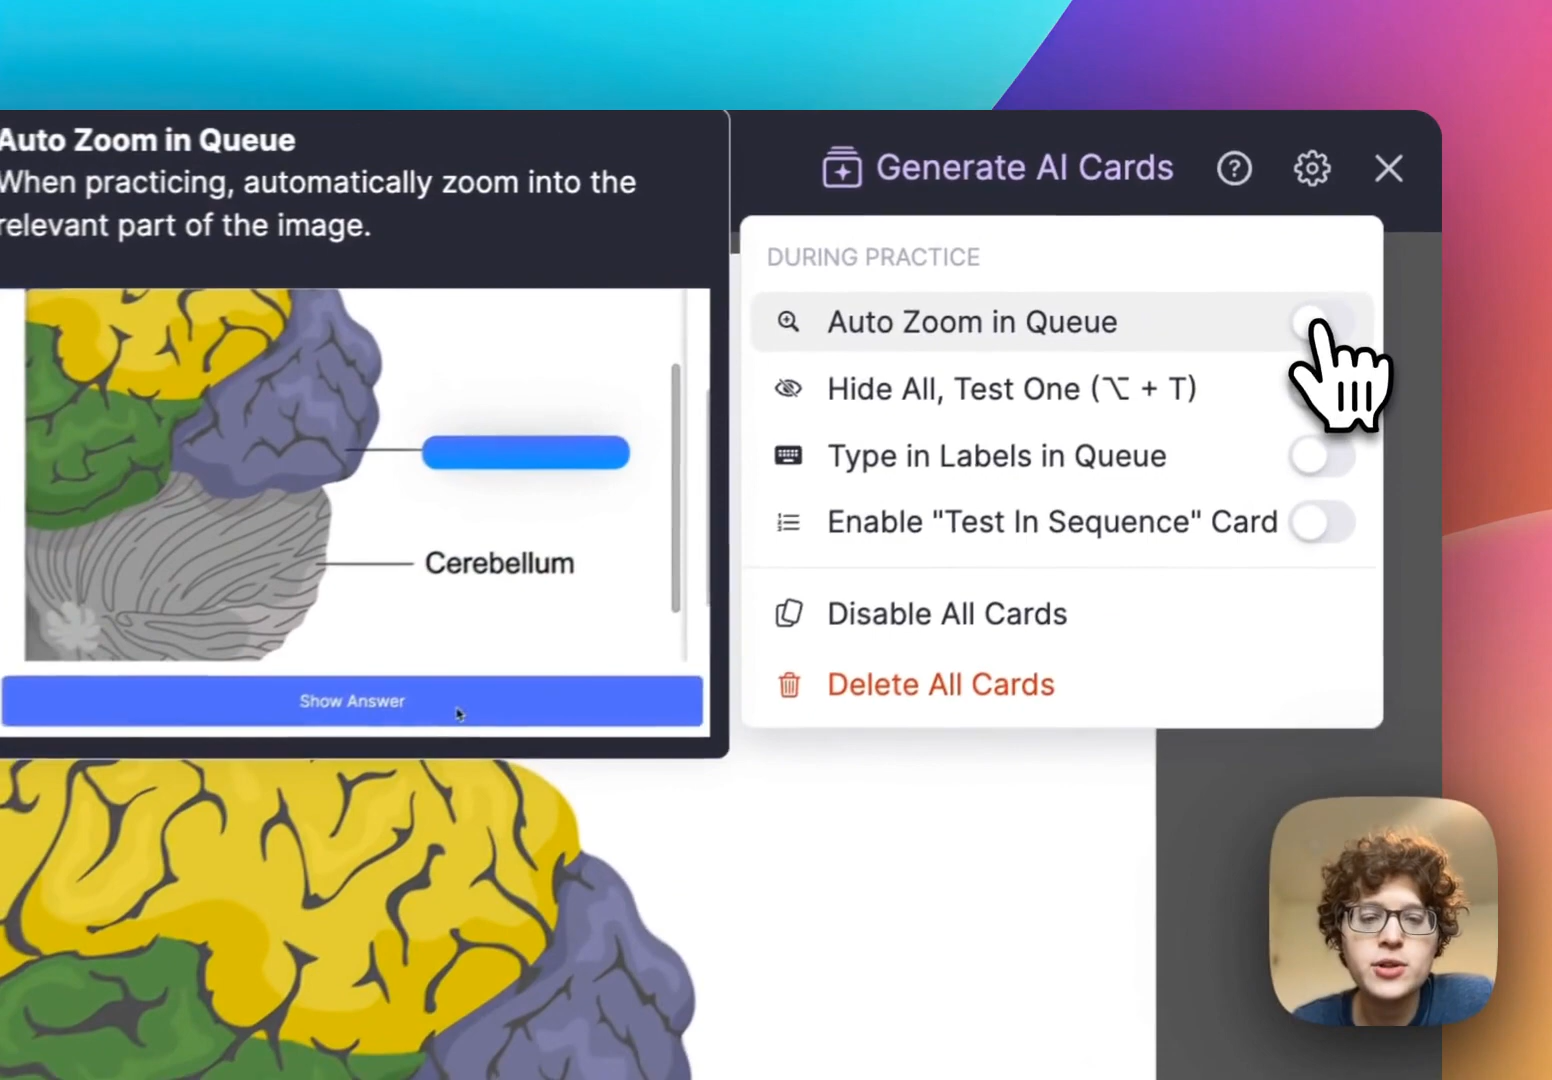 Auto Zoom in Queue
When practicing, automatically zoom into the
relevant part of the image.
Cerebellum
Show Answer
Generate AI Cards
DURING PRACTICE
Auto Zoom in Queue
Hide All, Test One (⌥ + T)
Type in Labels in Queue
Enable "Test In Sequence" Card
Disable All Cards
Delete All Cards